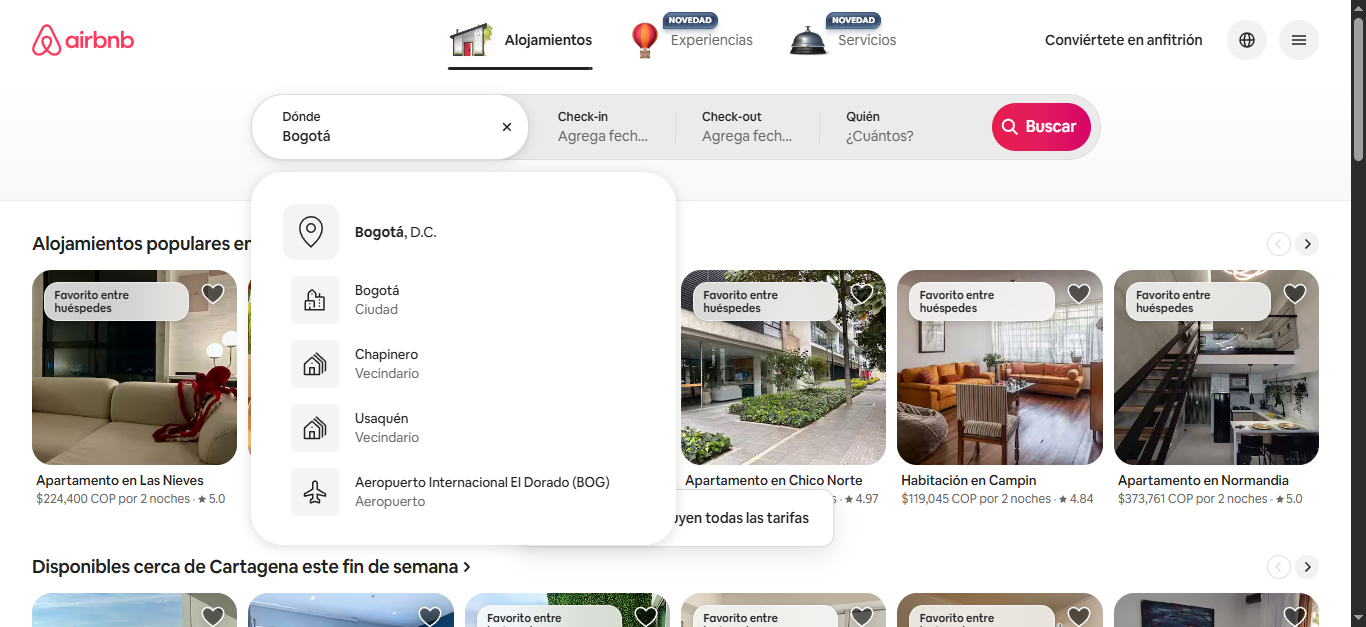 airbnb
Alojamientos
NOVEDAD
Experiencias
NOVEDAD
Servicios
Conviértete en anfitrión
Dónde
Bogotá
Check-in
Agrega fech...
Check-out
Agrega fech...
Quién
¿Cuántos?
Buscar
Bogotá, D.C.
Bogotá
Ciudad
Chapinero
Vecindario
Usaquén
Vecindario
Aeropuerto Internacional El Dorado (BOG)
Aeropuerto
Alojamientos populares
Favorito entre
huéspedes
Apartamento en Las Nieves
$224,400 COP por 2 noches · ★ 5.0
Favorito entre
huéspedes
Apartamento en Chico Norte
★ 4.97
Favorito entre
huéspedes
Habitación en Campin
$119,045 COP por 2 noches · ★ 4.84
Favorito entre
huéspedes
Apartamento en Normandia
$373,761 COP por 2 noches · ★ 5.0
todas las tarifas
Disponibles cerca de Cartagena este fin de semana >
Favorito entre
Favorito entre
Favorito entre